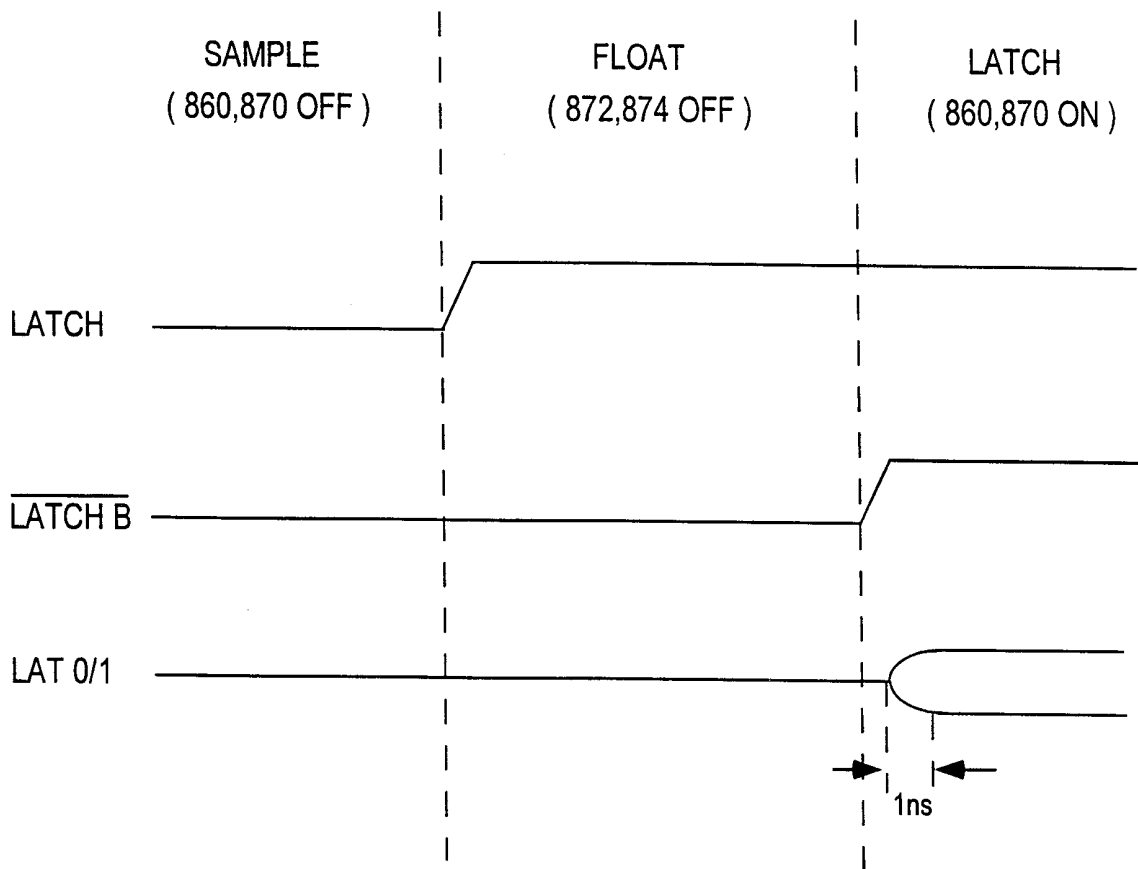 SAMPLE
( 860,870 OFF )
FLOAT
( 872,874 OFF )
LATCH
( 860,870 ON )
LATCH
LATCH B
LAT 0/1
1ns